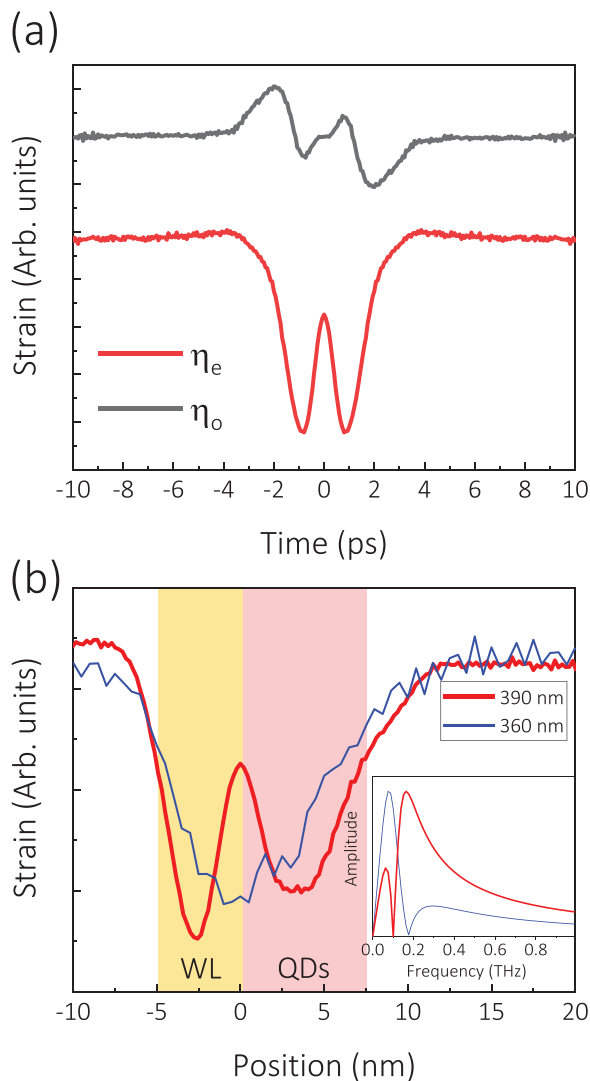 (a)
Strain (Arb. units)
ηe
ηo
-10 -8 -6 -4 -2 0 2 4 6 8 10
Time (ps)
(b)
Strain (Arb. units)
390 nm
360 nm
Amplitude
0.0 0.2 0.4 0.6 0.8
Frequency (THz)
WL QDs
-10 -5 0 5 10 15 20
Position (nm)